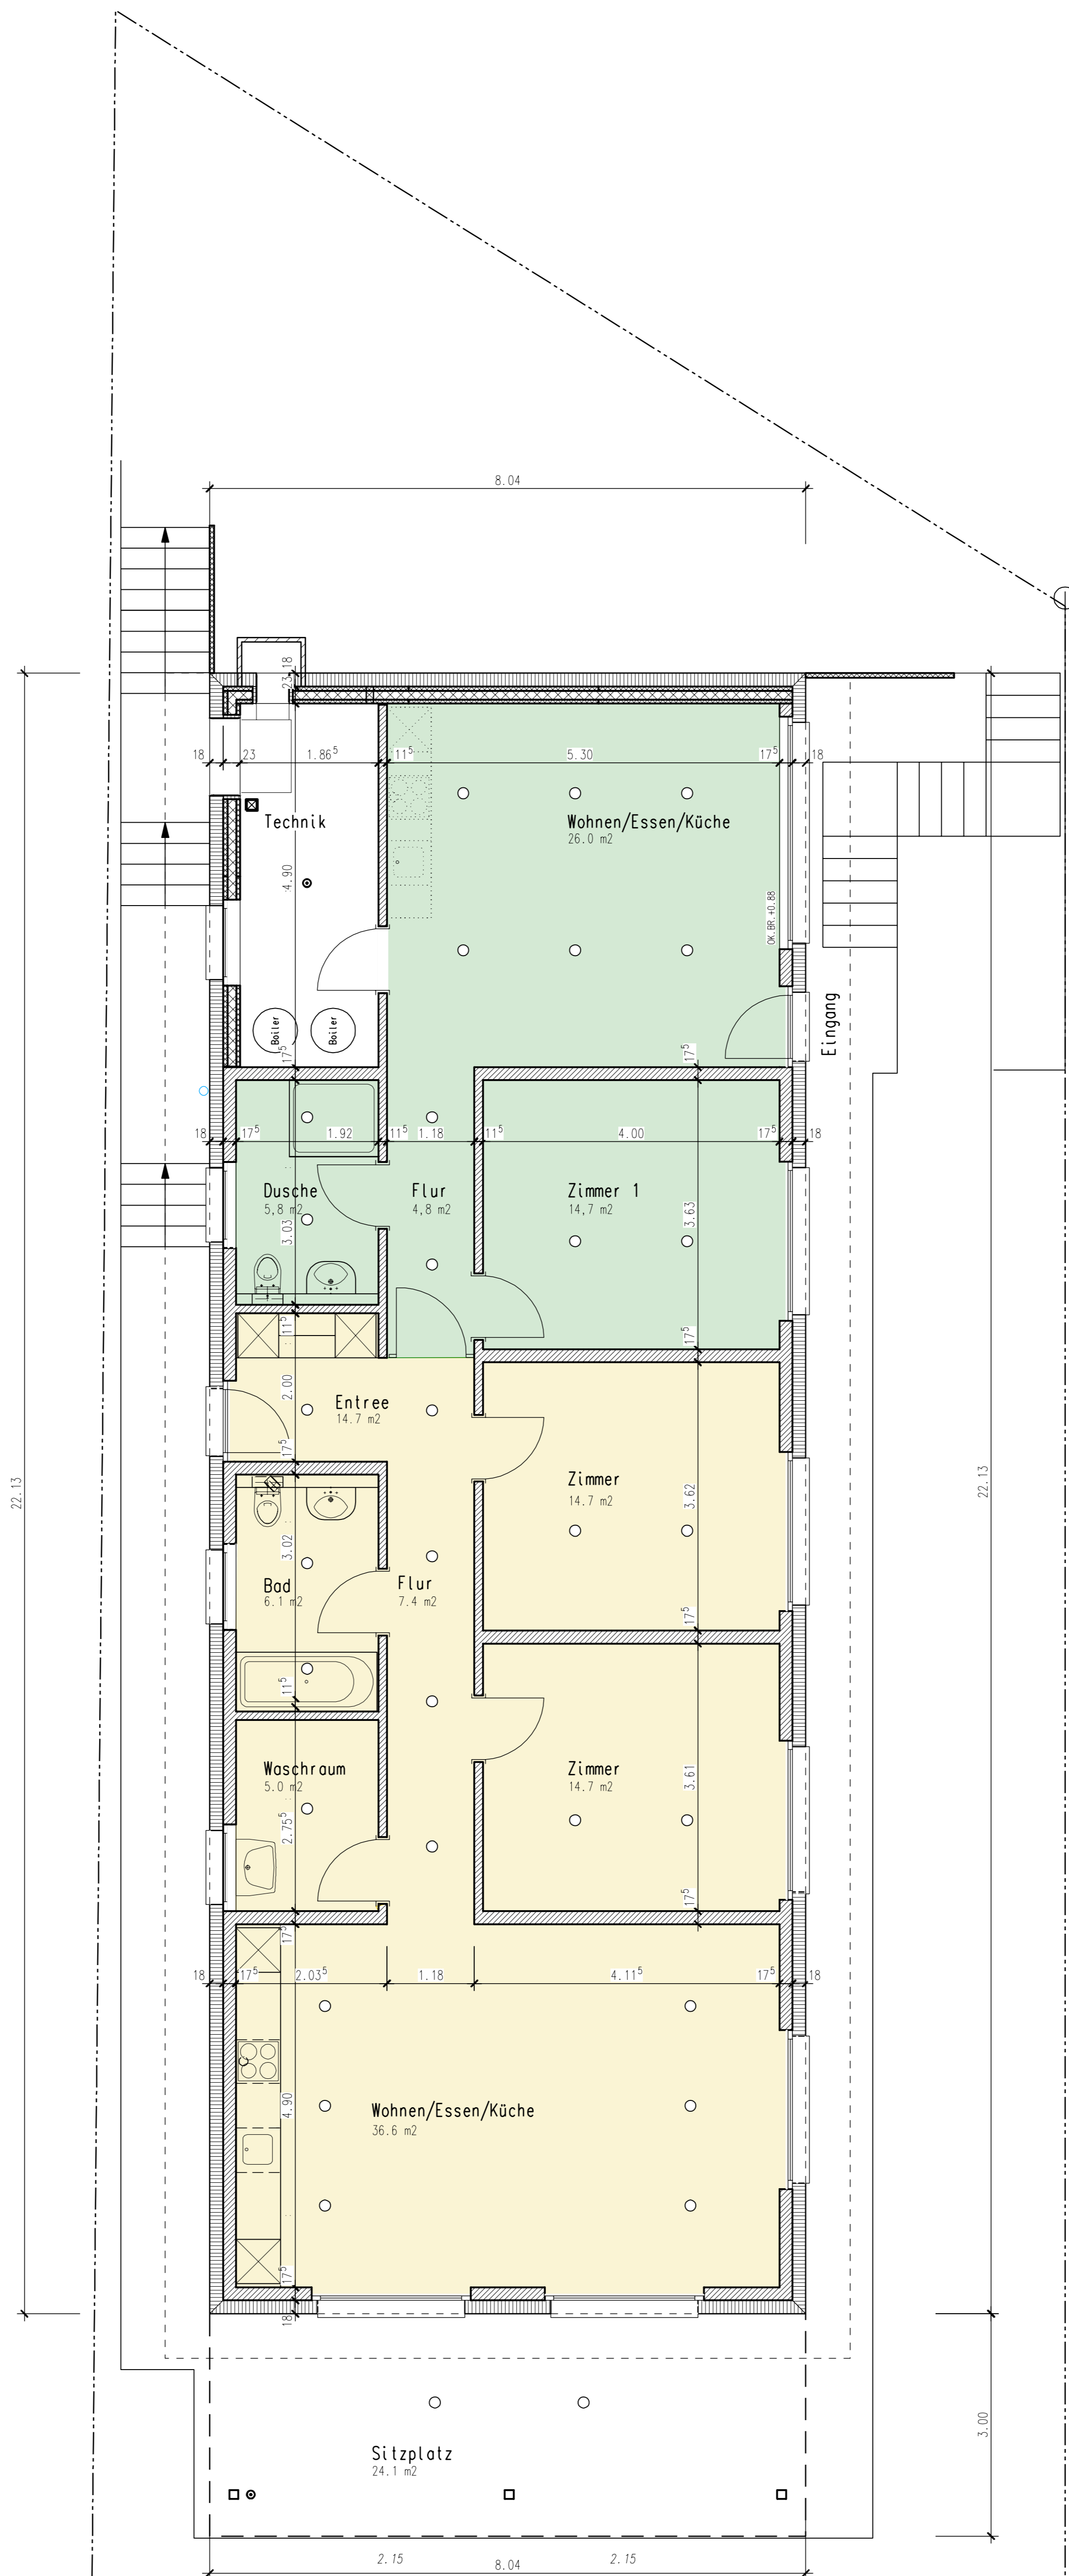 8.04
18
23
18
23
1.86⁵
11⁵
5.30
17⁵
18
Technik
Wohnen/Essen/Küche
26.0 m2
4.90
OK.BR.+0.88
Boiler
Boiler
Eingang
17⁵
17⁵
18
17⁵
1.92
11⁵
1.18
11⁵
4.00
17⁵
18
Dusche
5,8 m2
Flur
4,8 m2
Zimmer 1
14,7 m2
3.03
3.63
11⁵
17⁵
2.00
Entree
14.7 m2
17⁵
Zimmer
14.7 m2
22.13
3.62
22.13
3.02
Bad
6.1 m2
Flur
7.4 m2
17⁵
11⁵
Waschraum
5.0 m2
Zimmer
14.7 m2
3.61
2.75⁵
17⁵
17⁵
18
17⁵
2.03⁵
1.18
4.11⁵
17⁵
18
4.90
Wohnen/Essen/Küche
36.6 m2
17⁵
18
3.00
Sitzplatz
24.1 m2
2.15
2.15
8.04